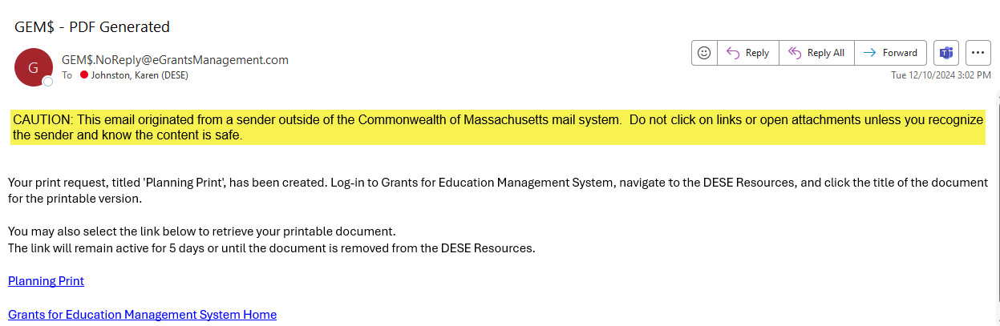 GEM$ - PDF Generated
G
GEM$.NoReply@eGrantsManagement.com
To Johnston, Karen (DESE)
Reply
Reply All
Forward
Tue 12/10/2024 3:02 PM
CAUTION: This email originated from a sender outside of the Commonwealth of Massachusetts mail system. Do not click on links or open attachments unless you recognize
the sender and know the content is safe.
Your print request, titled 'Planning Print', has been created. Log-in to Grants for Education Management System, navigate to the DESE Resources, and click the title of the document
for the printable version.
You may also select the link below to retrieve your printable document.
The link will remain active for 5 days or until the document is removed from the DESE Resources.
Planning Print
Grants for Education Management System Home